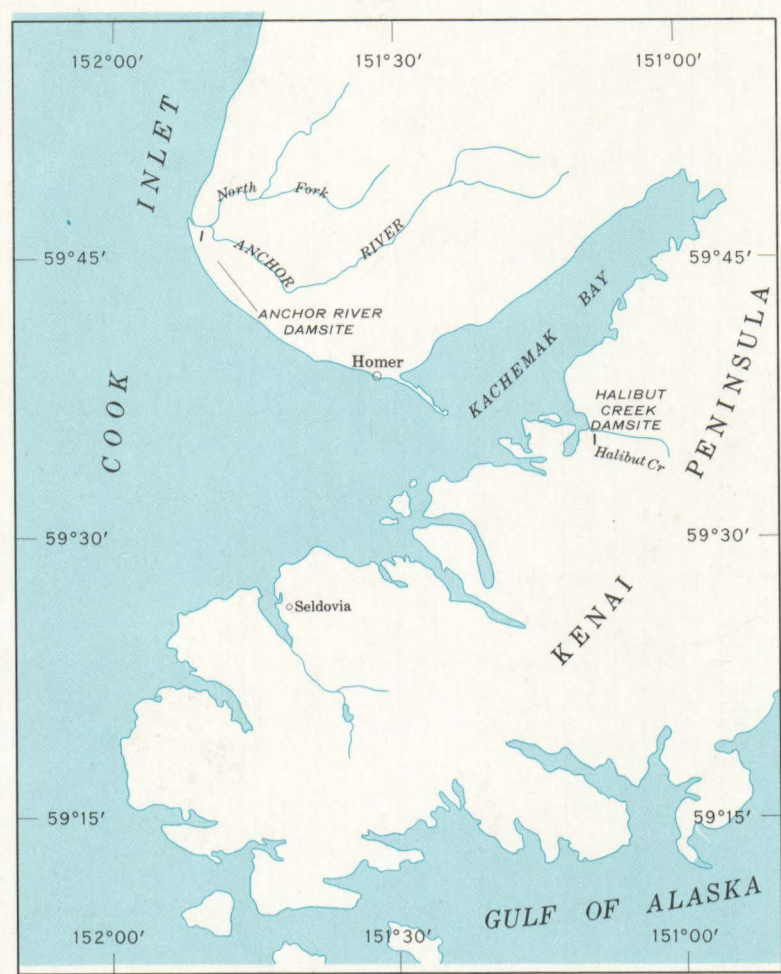 152°00′ 151°30′ 151°00′
COOK INLET
North Fork
ANCHOR RIVER
59°45′ 59°45′
ANCHOR RIVER
DAMSITE
KACHEMAK BAY
Homer
HALIBUT
CREEK
DAMSITE
Halibut Cr
KENAI PENINSULA
59°30′ 59°30′
Seldovia
59°15′ 59°15′
GULF OF ALASKA
152°00′ 151°30′ 151°00′